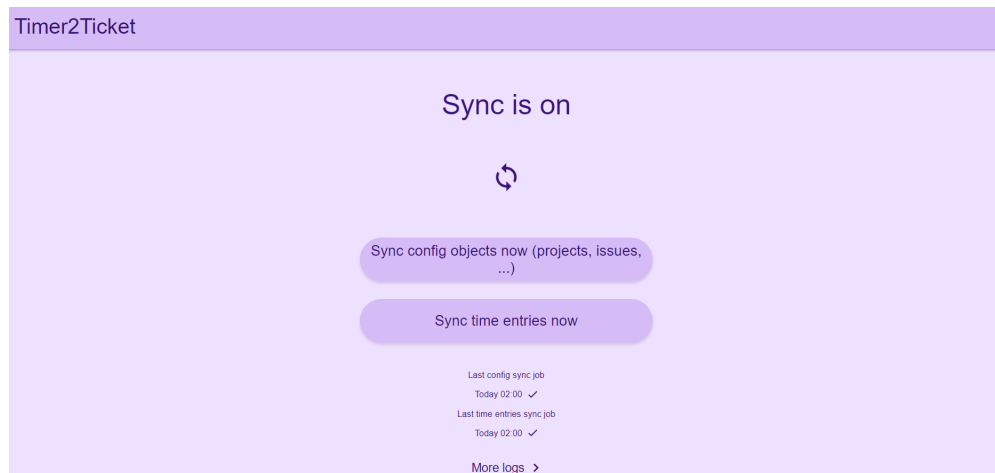 Timer2Ticket
Sync is on
Sync config objects now (projects, issues,
...)
Sync time entries now
Last config sync job
Today 02:00
Last time entries sync job
Today 02:00
More logs